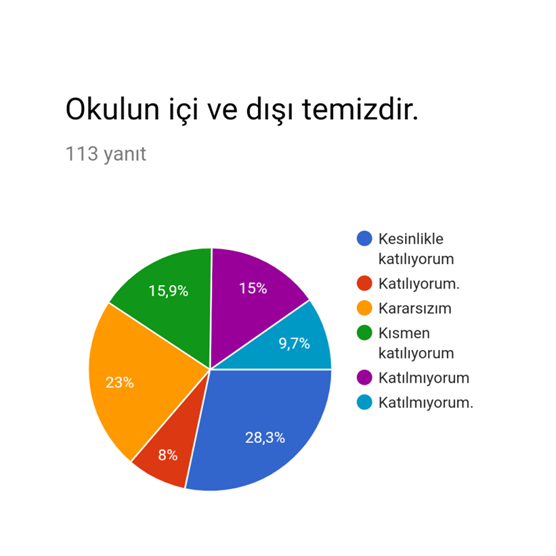 Okulun içi ve dışı temizdir.
113 yanıt
15,9%
15%
9,7%
23%
8%
28,3%
Kesinlikle
katılıyorum
Katılıyorum.
Kararsızım
Kısmen
katılıyorum
Katılmıyorum
Katılmıyorum.